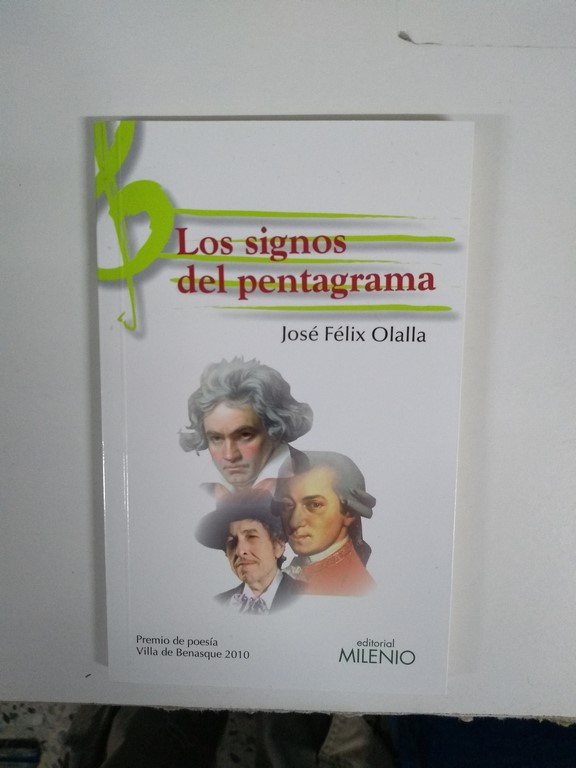 Los signos
del pentagrama
José Félix Olalla
Premio de poesía
Villa de Benasque 2010
editorial
MILENIO